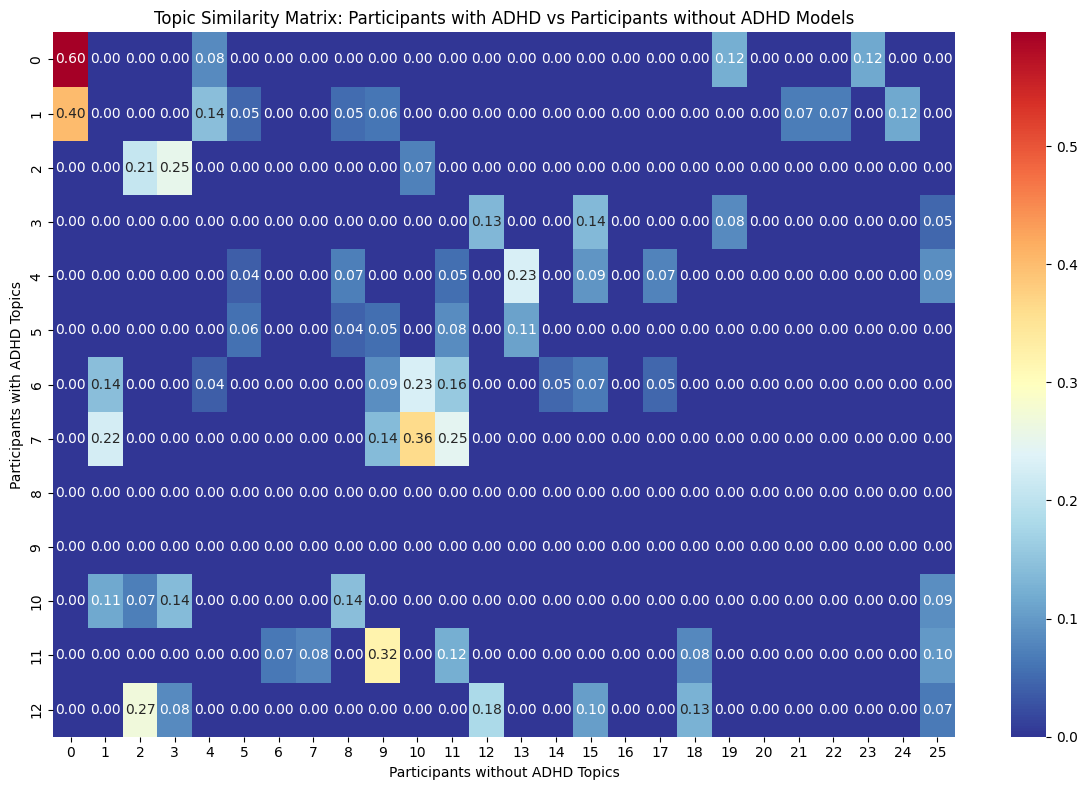 Topic Similarity Matrix: Participants with ADHD vs Participants without ADHD Models
Participants with ADHD Topics
0 0.60 0.00 0.00 0.00 0.08 0.00 0.00 0.00 0.00 0.00 0.00 0.00 0.00 0.00 0.00 0.00 0.00 0.00 0.00 0.12 0.00 0.00 0.00 0.12 0.00 0.00
1 0.40 0.00 0.00 0.00 0.14 0.05 0.00 0.00 0.05 0.06 0.00 0.00 0.00 0.00 0.00 0.00 0.00 0.00 0.00 0.00 0.00 0.07 0.07 0.00 0.12 0.00
2 0.00 0.00 0.21 0.25 0.00 0.00 0.00 0.00 0.00 0.00 0.07 0.00 0.00 0.00 0.00 0.00 0.00 0.00 0.00 0.00 0.00 0.00 0.00 0.00 0.00 0.00
3 0.00 0.00 0.00 0.00 0.00 0.00 0.00 0.00 0.00 0.00 0.00 0.00 0.13 0.00 0.00 0.14 0.00 0.00 0.00 0.08 0.00 0.00 0.00 0.00 0.00 0.05
4 0.00 0.00 0.00 0.00 0.00 0.04 0.00 0.00 0.07 0.00 0.00 0.05 0.00 0.23 0.00 0.09 0.00 0.07 0.00 0.00 0.00 0.00 0.00 0.00 0.00 0.09
5 0.00 0.00 0.00 0.00 0.00 0.06 0.00 0.00 0.04 0.05 0.00 0.08 0.00 0.11 0.00 0.00 0.00 0.00 0.00 0.00 0.00 0.00 0.00 0.00 0.00 0.00
6 0.00 0.14 0.00 0.00 0.04 0.00 0.00 0.00 0.00 0.09 0.23 0.16 0.00 0.00 0.05 0.07 0.00 0.05 0.00 0.00 0.00 0.00 0.00 0.00 0.00 0.00
7 0.00 0.22 0.00 0.00 0.00 0.00 0.00 0.00 0.00 0.14 0.36 0.25 0.00 0.00 0.00 0.00 0.00 0.00 0.00 0.00 0.00 0.00 0.00 0.00 0.00 0.00
8 0.00 0.00 0.00 0.00 0.00 0.00 0.00 0.00 0.00 0.00 0.00 0.00 0.00 0.00 0.00 0.00 0.00 0.00 0.00 0.00 0.00 0.00 0.00 0.00 0.00 0.00
9 0.00 0.00 0.00 0.00 0.00 0.00 0.00 0.00 0.00 0.00 0.00 0.00 0.00 0.00 0.00 0.00 0.00 0.00 0.00 0.00 0.00 0.00 0.00 0.00 0.00 0.00
10 0.00 0.11 0.07 0.14 0.00 0.00 0.00 0.00 0.14 0.00 0.00 0.00 0.00 0.00 0.00 0.00 0.00 0.00 0.00 0.00 0.00 0.00 0.00 0.00 0.00 0.09
11 0.00 0.00 0.00 0.00 0.00 0.00 0.07 0.08 0.00 0.32 0.00 0.12 0.00 0.00 0.00 0.00 0.00 0.00 0.08 0.00 0.00 0.00 0.00 0.00 0.00 0.10
12 0.00 0.00 0.27 0.08 0.00 0.00 0.00 0.00 0.00 0.00 0.00 0.00 0.18 0.00 0.00 0.10 0.00 0.00 0.13 0.00 0.00 0.00 0.00 0.00 0.00 0.07
0 1 2 3 4 5 6 7 8 9 10 11 12 13 14 15 16 17 18 19 20 21 22 23 24 25
Participants without ADHD Topics
0.5
0.4
0.3
0.2
0.1
0.0